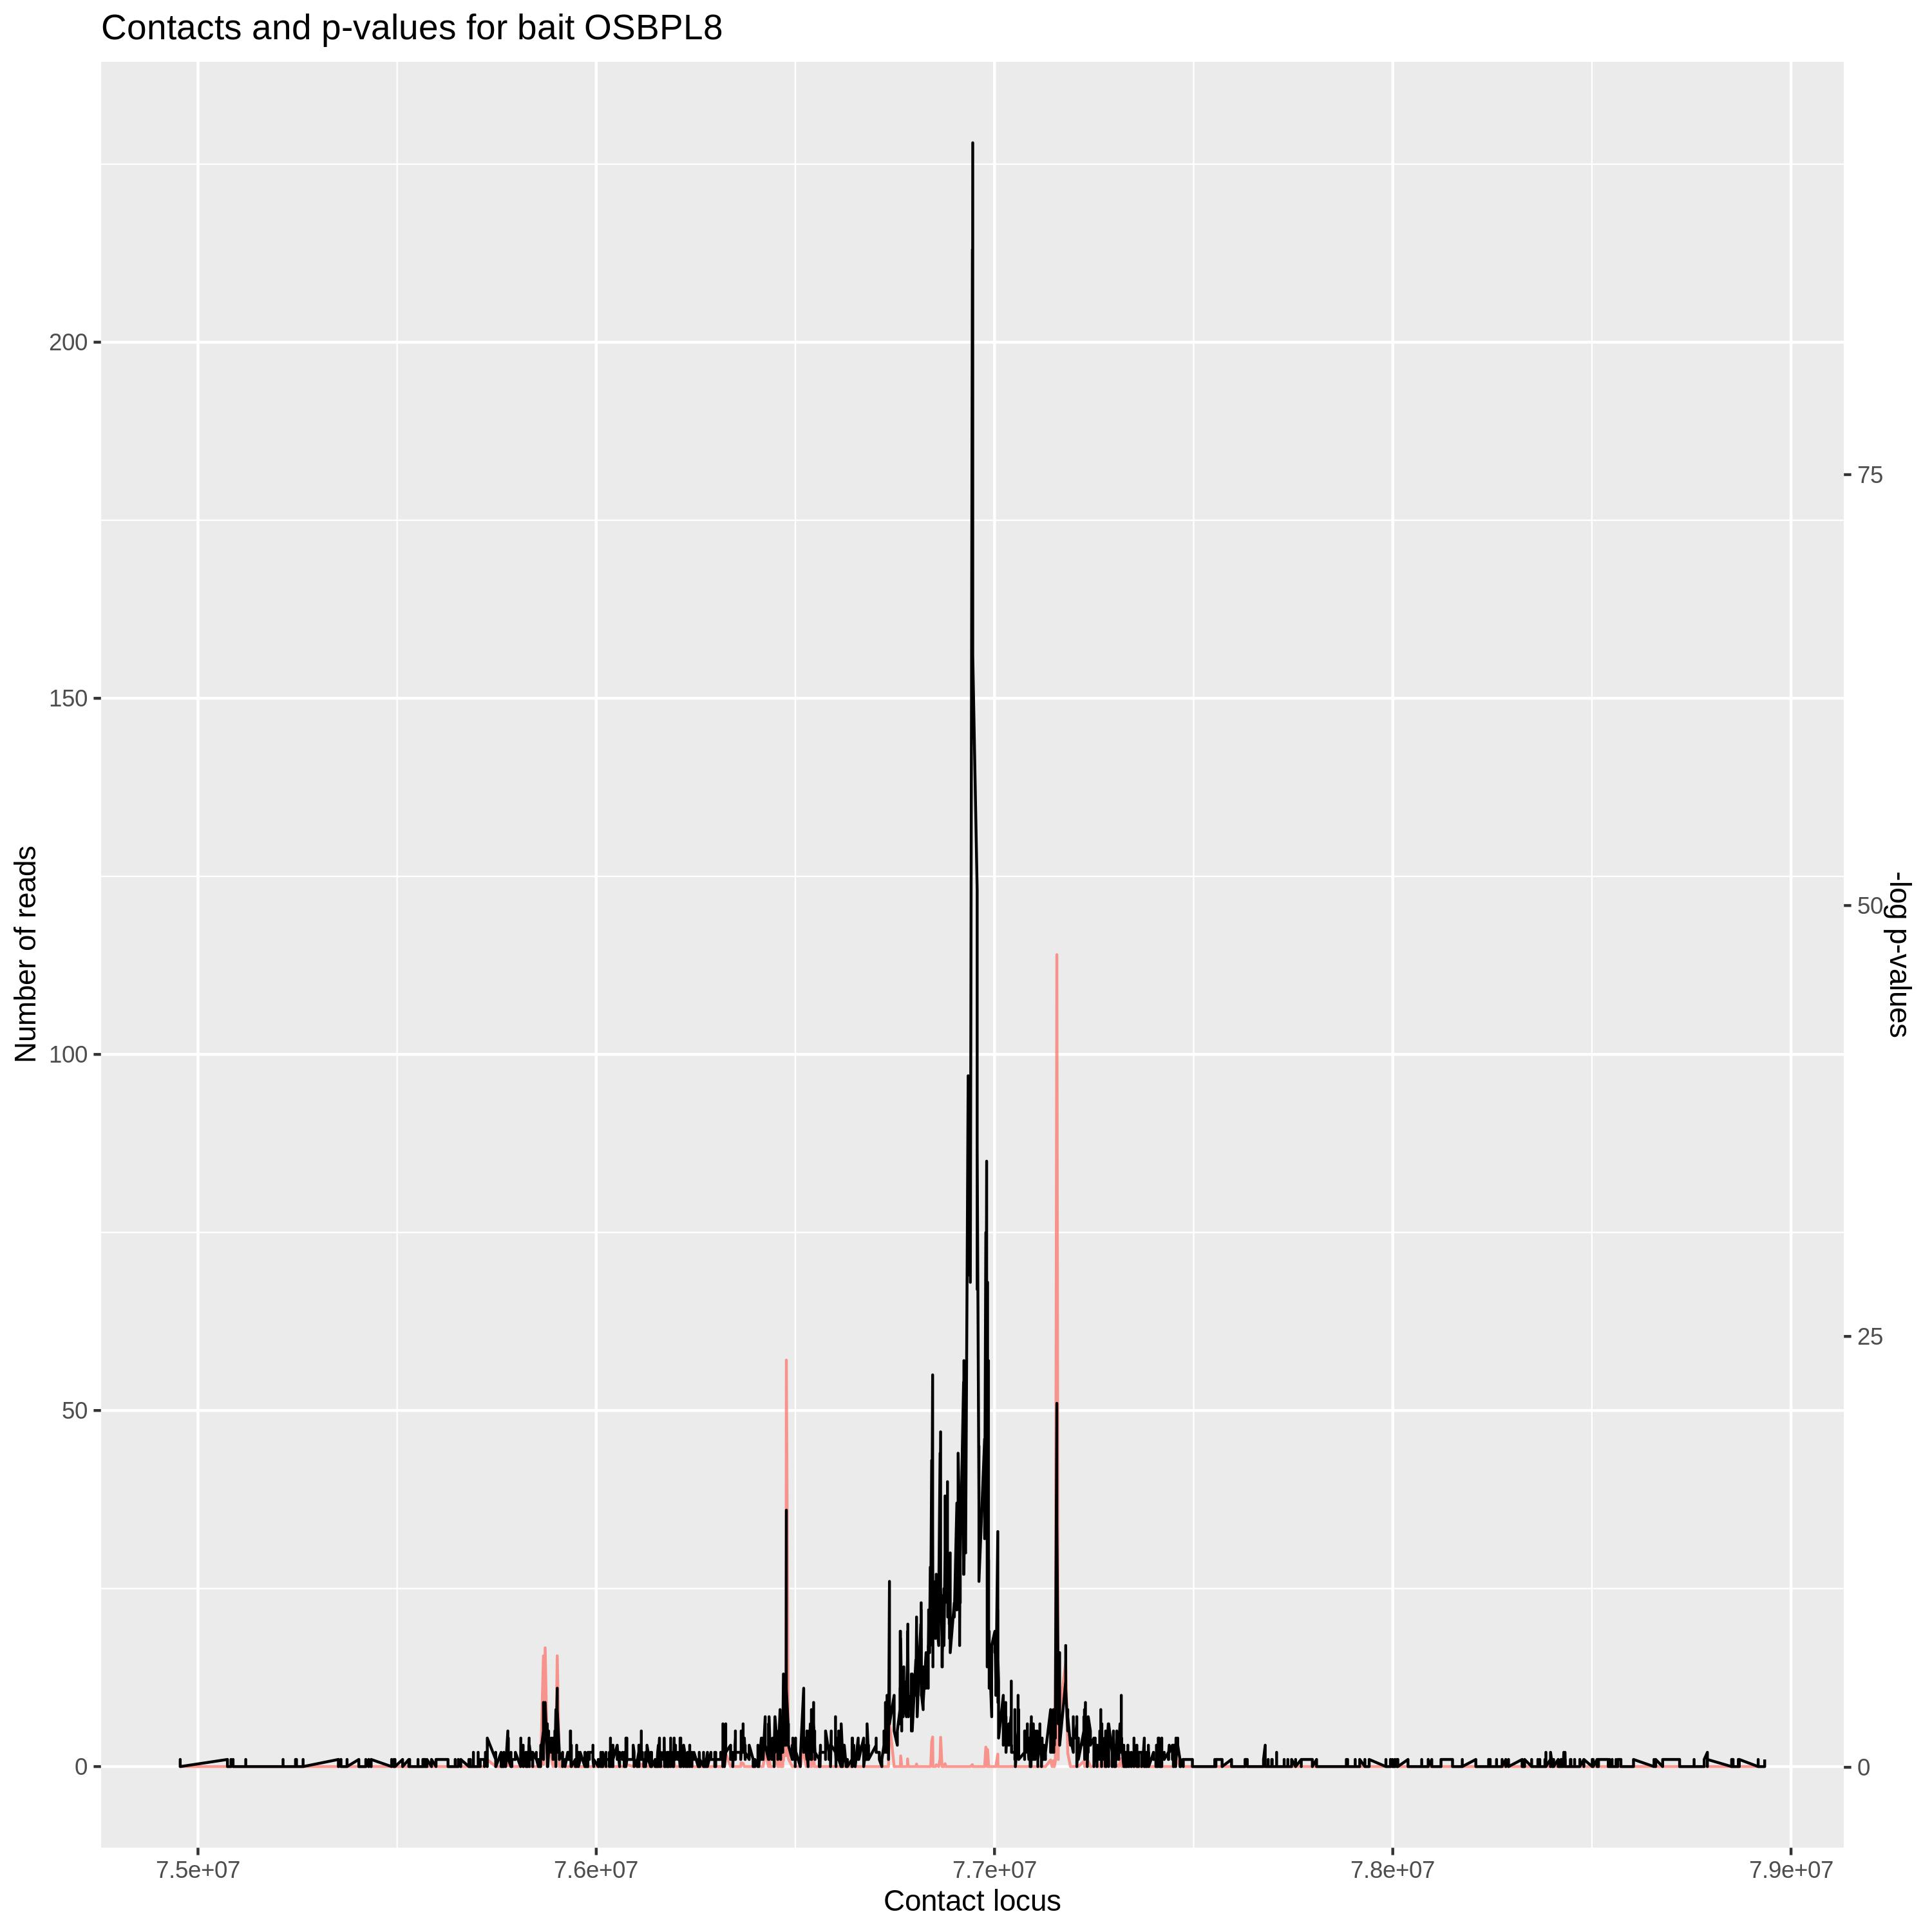 Contacts and p-values for bait OSBPL8
Number of reads
200
150
100
50
0
75
50
25
0
-log p-values
7.5e+07
7.6e+07
7.7e+07
7.8e+07
7.9e+07
Contact locus